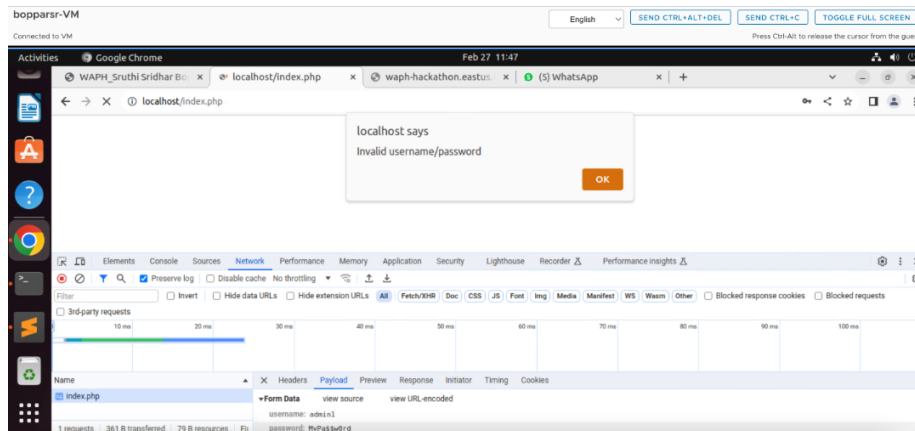 bopparsr-VM
English
SEND CTRL+ALT+DEL
SEND CTRL+C
TOGGLE FULL SCREEN
Connected to VM
Press Ctrl-Alt to release the cursor from the gue
Activities
Google Chrome
Feb 27 11:47
WAPH_Sruthi Sridhar Bo
localhost/index.php
waph-hackathon.eastus.
(5) WhatsApp
localhost/index.php
localhost says
Invalid username/password
OK
Elements Console Sources Network Performance Memory Application Security Lighthouse Recorder Performance insights
Preserve log Disable cache No throttling
Filter Invert Hide data URLs Hide extension URLs All Fetch/XHR Doc CSS JS Font Img Media Manifest WS Wasm Other Blocked response cookies Blocked requests
3rd-party requests
10 ms 20 ms 30 ms 40 ms 50 ms 60 ms 70 ms 80 ms 90 ms 100 ms
Name Headers Payload Preview Response Initiator Timing Cookies
index.php Form Data view source view URL-encoded
username: admin1
1 requests 361 B transferred 79 B resources password: MyPa$$w0rd